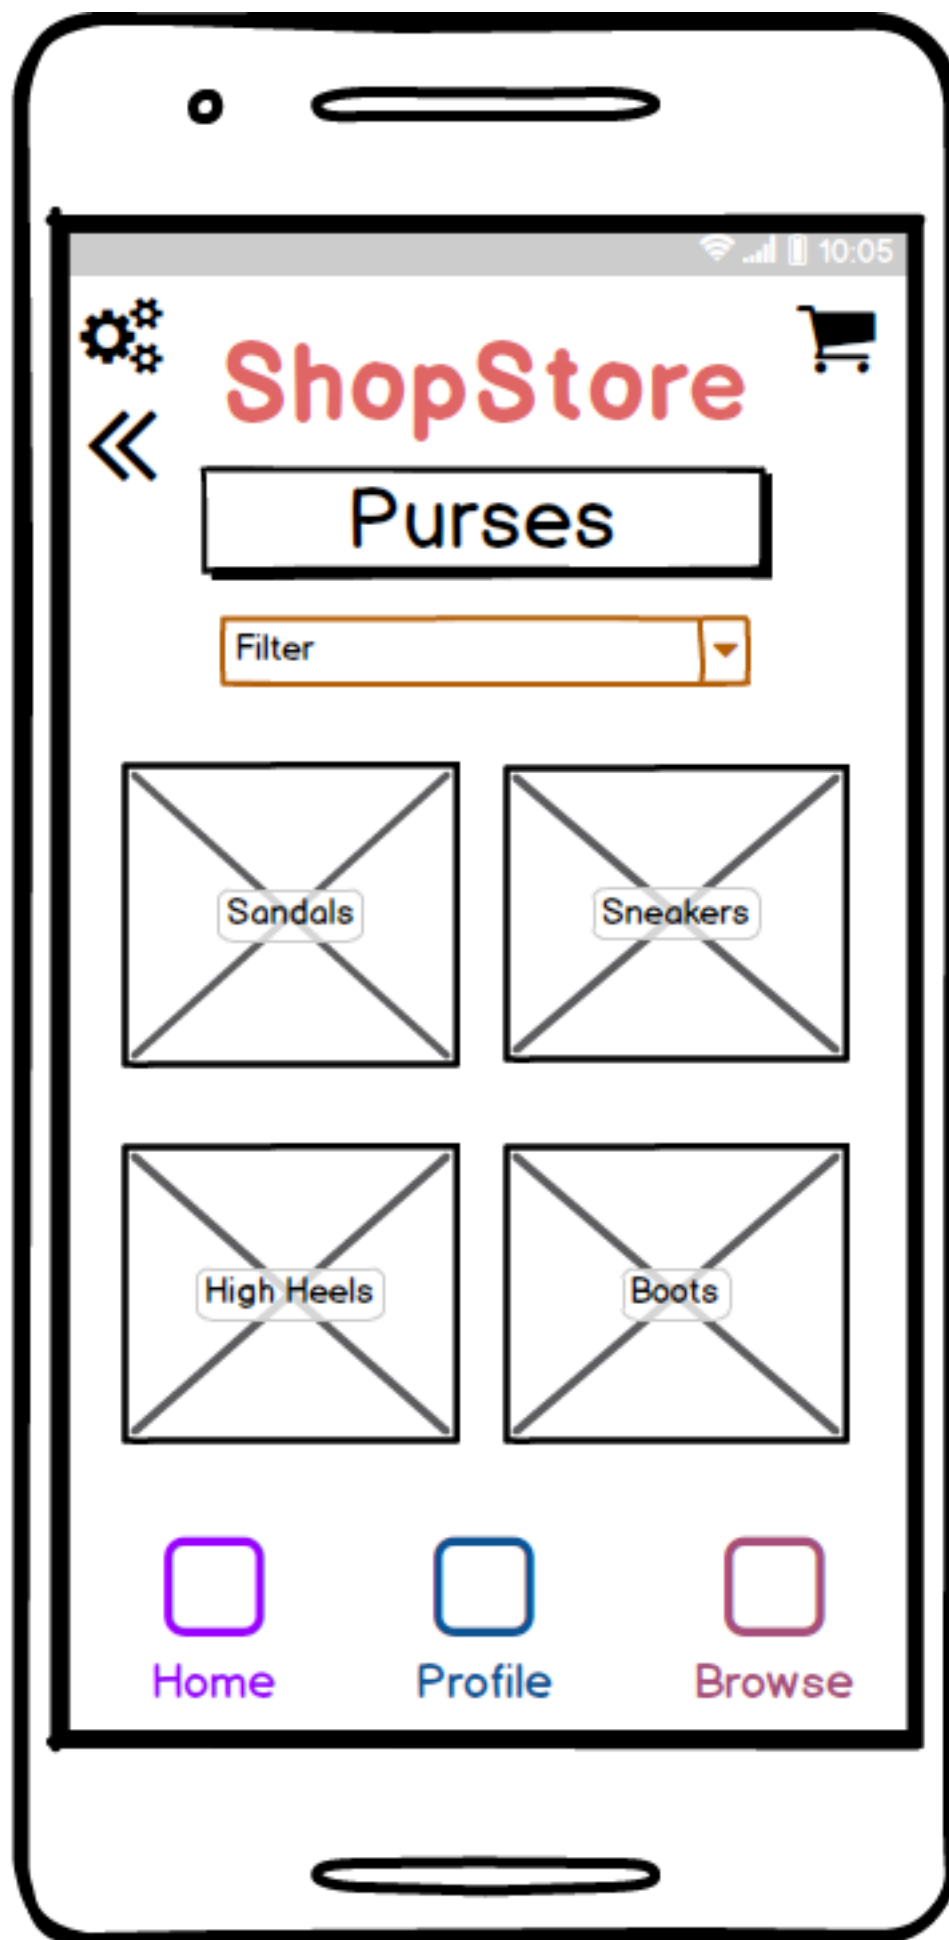 10:05
ShopStore
Purses
Filter
Sandals
Sneakers
High Heels
Boots
Home
Profile
Browse